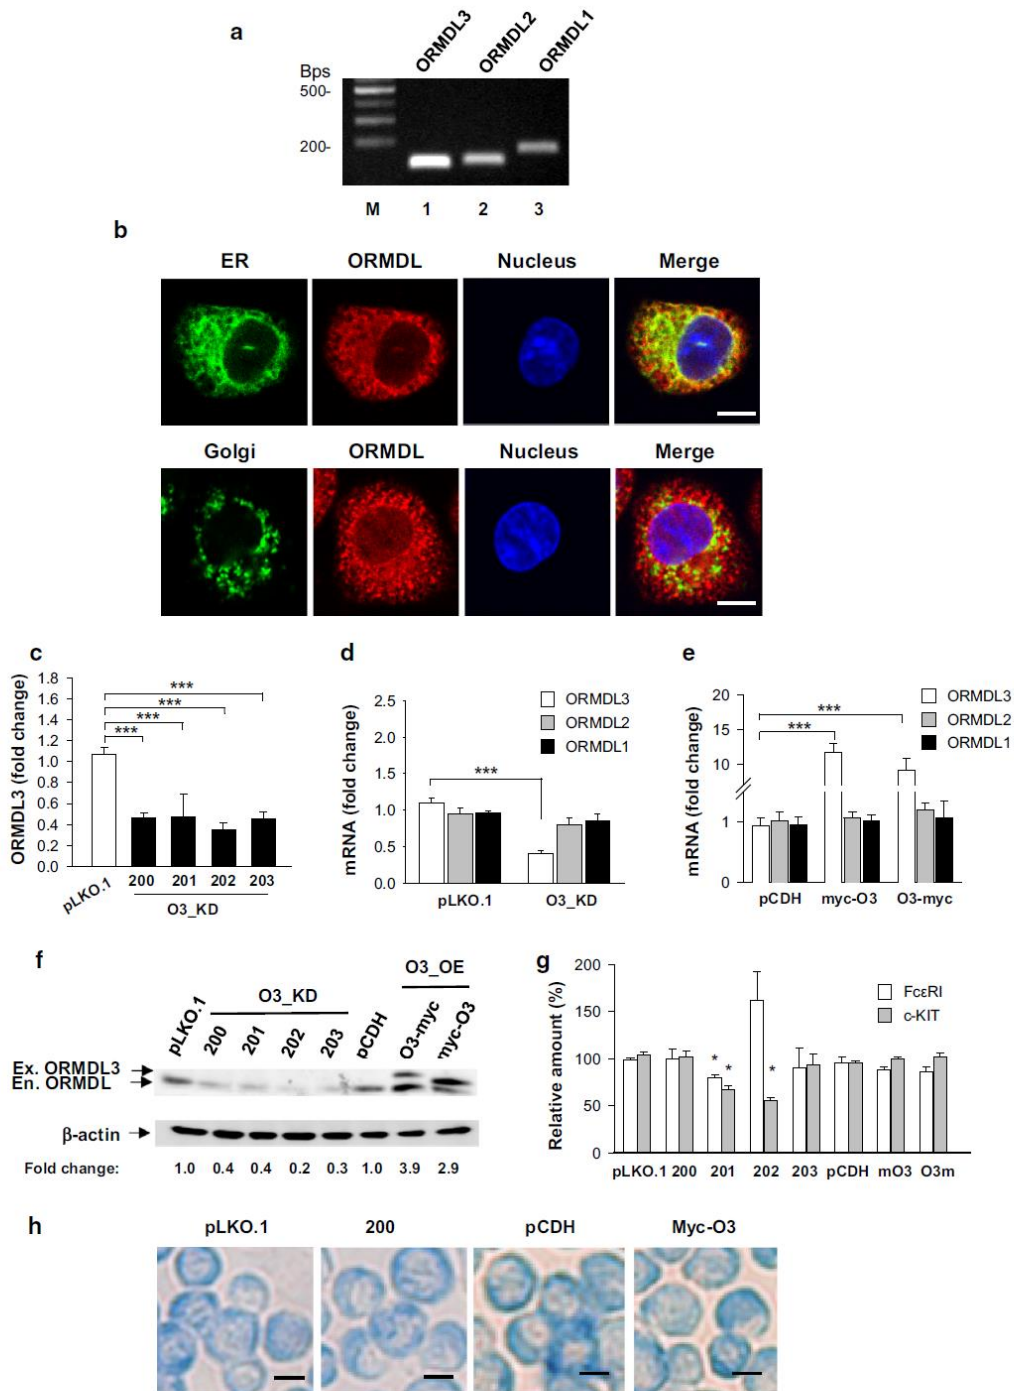 a
ORMDL3 ORMDL2 ORMDL1
Bps
500-
200-
M 1 2 3
b
ER ORMDL Nucleus Merge
Golgi ORMDL Nucleus Merge
c
ORMDL3 (fold change)
1.8
1.6
1.4
1.2
1.0
0.8
0.6
0.4
0.2
0.0
***
***
***
***
pLKO.1 200 201 202 203
O3_KD
d
mRNA (fold change)
2.5
2.0
1.5
1.0
0.5
0.0
ORMDL3
ORMDL2
ORMDL1
***
pLKO.1 O3_KD
e
mRNA (fold change)
20
15
10
1
0
ORMDL3
ORMDL2
ORMDL1
***
***
pCDH myc-O3 O3-myc
f
O3_OE
O3_KD
pLKO.1 200 201 202 203 pCDH O3-myc myc-O3
Ex. ORMDL3
En. ORMDL
β-actin
Fold change: 1.0 0.4 0.4 0.2 0.3 1.0 3.9 2.9
g
Relative amount (%)
200
150
100
50
0
FcεRI
c-KIT
* * *
pLKO.1 200 201 202 203 pCDH mO3 O3m
h
pLKO.1 200 pCDH Myc-O3